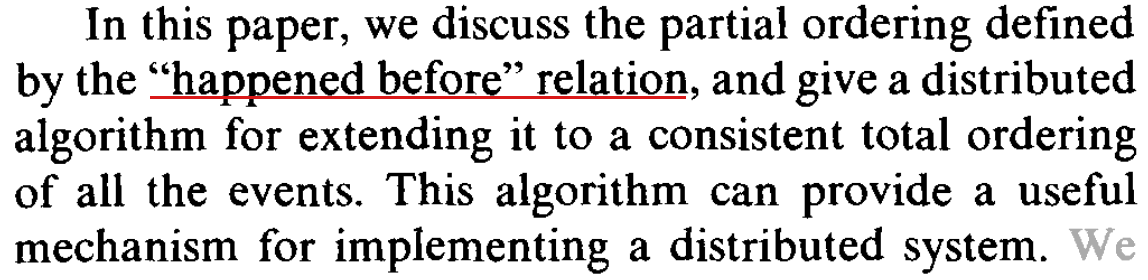 In this paper, we discuss the partial ordering defined
by the “happened before” relation, and give a distributed
algorithm for extending it to a consistent total ordering
of all the events. This algorithm can provide a useful
mechanism for implementing a distributed system. We